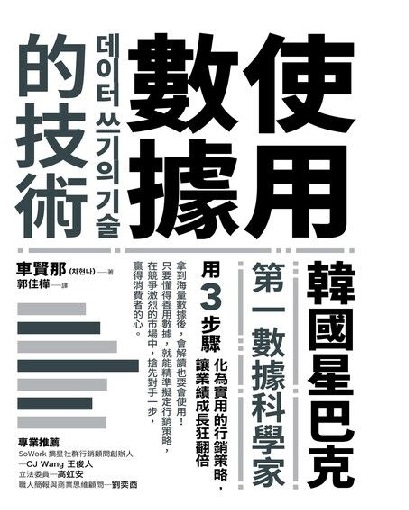 使用
數據
的技術
데이터 쓰기의 기술
韓國星巴克
第一數據科學家
用3步驟
化為實用的行銷策略，
讓業績成長狂翻倍
拿到海量數據後，會解讀也要會使用！
只要懂得善用數據，就能精準擬定行銷策略，
在競爭激烈的市場中，搶先對手一步，
贏得消費者的心。
車賢那(차현나)—著
郭佳樺—譯
專業推薦
SoWork 集星社群行銷顧問創辦人
—CJ Wang 王俊人
立法委員—高虹安
職人簡報與商業思維顧問—劉奕酉